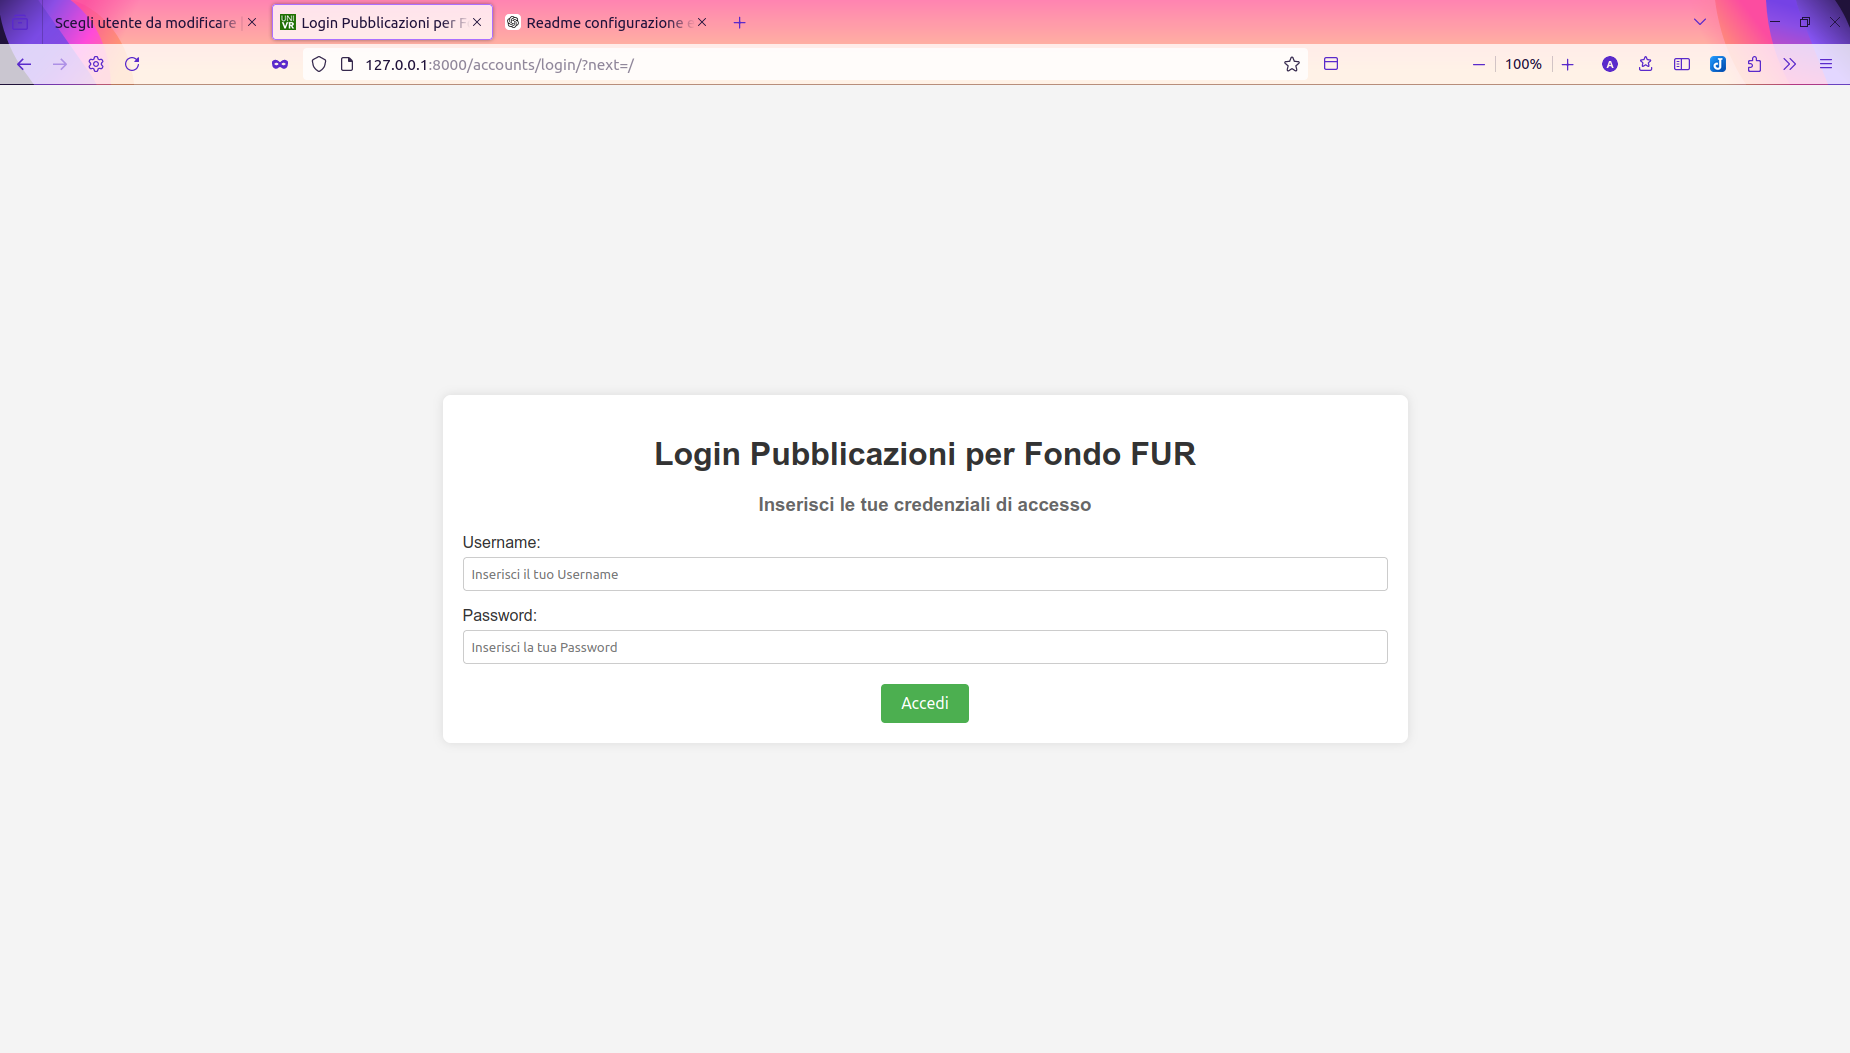 Scegli utente da modificare
UNI VR Login Pubblicazioni per F
Readme configurazione e
127.0.0.1:8000/accounts/login/?next=/
100%
A
Login Pubblicazioni per Fondo FUR
Inserisci le tue credenziali di accesso
Username:
Inserisci il tuo Username
Password:
Inserisci la tua Password
Accedi